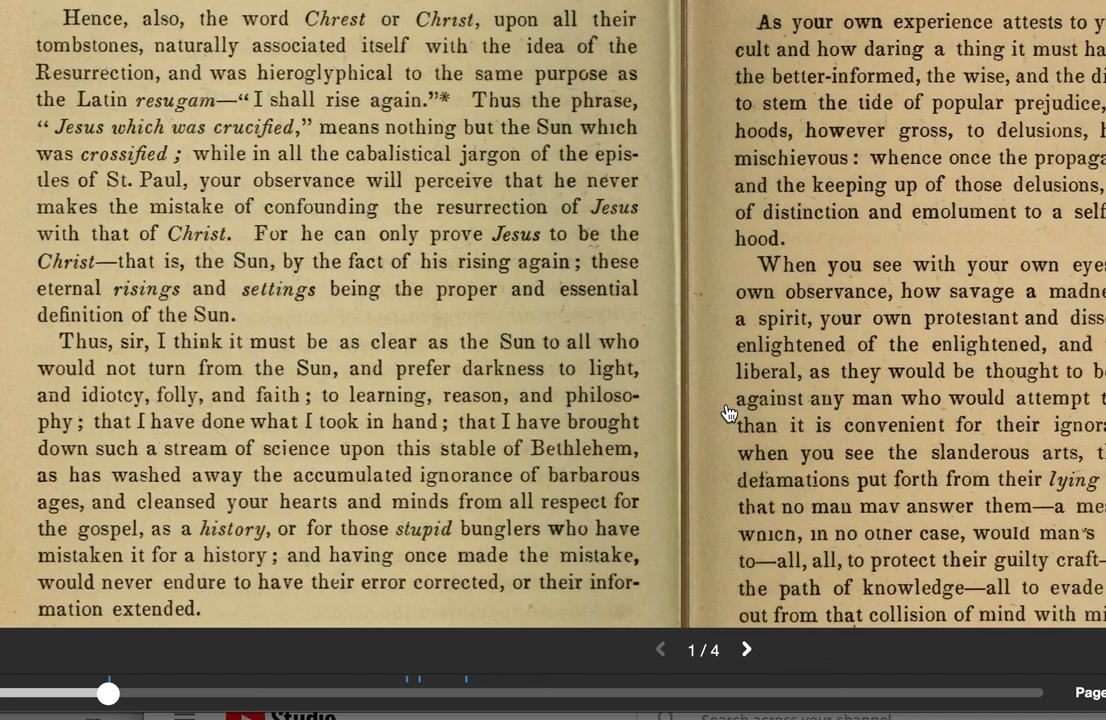 Hence, also, the word Chrest or Christ, upon all their
tombstones, naturally associated itself with the idea of the
Resurrection, and was hieroglyphical to the same purpose as
the Latin resugam—“I shall rise again.”* Thus the phrase,
“Jesus which was crucified,” means nothing but the Sun which
was crossified; while in all the cabalistical jargon of the epis-
tles of St. Paul, your observance will perceive that he never
makes the mistake of confounding the resurrection of Jesus
with that of Christ. For he can only prove Jesus to be the
Christ—that is, the Sun, by the fact of his rising again; these
eternal risings and settings being the proper and essential
definition of the Sun.
Thus, sir, I think it must be as clear as the Sun to all who
would not turn from the Sun, and prefer darkness to light,
and idiotcy, folly, and faith; to learning, reason, and philoso-
phy; that I have done what I took in hand; that I have brought
down such a stream of science upon this stable of Bethlehem,
as has washed away the accumulated ignorance of barbarous
ages, and cleansed your hearts and minds from all respect for
the gospel, as a history, or for those stupid bunglers who have
mistaken it for a history; and having once made the mistake,
would never endure to have their error corrected, or their infor-
mation extended.
As your own experience attests to y
cult and how daring a thing it must ha
the better-informed, the wise, and the di
to stem the tide of popular prejudice,
hoods, however gross, to delusions, h
mischievous: whence once the propaga
and the keeping up of those delusions,
of distinction and emolument to a self
hood.
When you see with your own eye
own observance, how savage a madne
a spirit, your own protestant and diss
enlightened of the enlightened, and
liberal, as they would be thought to b
against any man who would attempt t
than it is convenient for their ignor
when you see the slanderous arts, t
defamations put forth from their lying
that no man may answer them—a me
which, in no other case, would man's
to—all, all, to protect their guilty craft—
the path of knowledge—all to evade
out from that collision of mind with mi
1 / 4
Page
Studio
Search across your channel